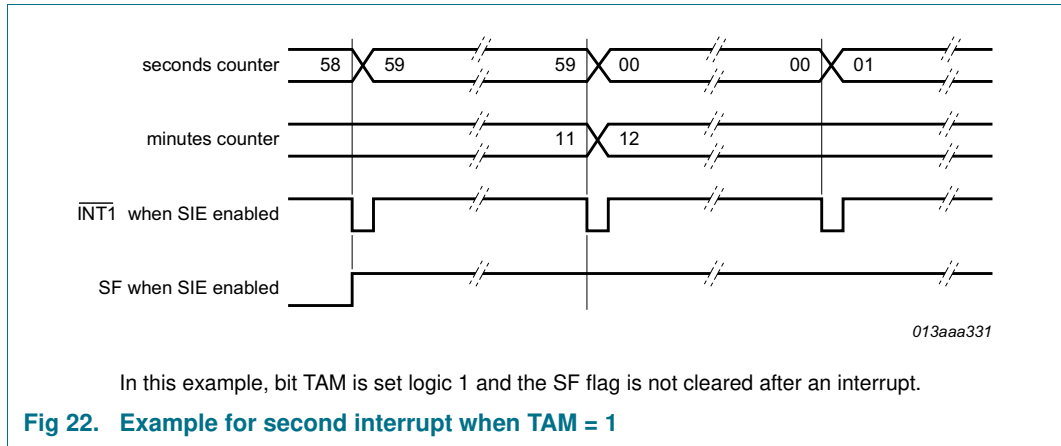 seconds counter 58 59 59 00 00 01
minutes counter 11 12
INT1 when SIE enabled
SF when SIE enabled
013aaa331
In this example, bit TAM is set logic 1 and the SF flag is not cleared after an interrupt.
Fig 22. Example for second interrupt when TAM = 1